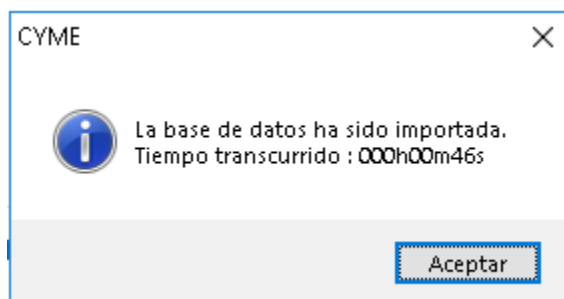 CYME
La base de datos ha sido importada.
Tiempo transcurrido : 000h00m46s
Aceptar